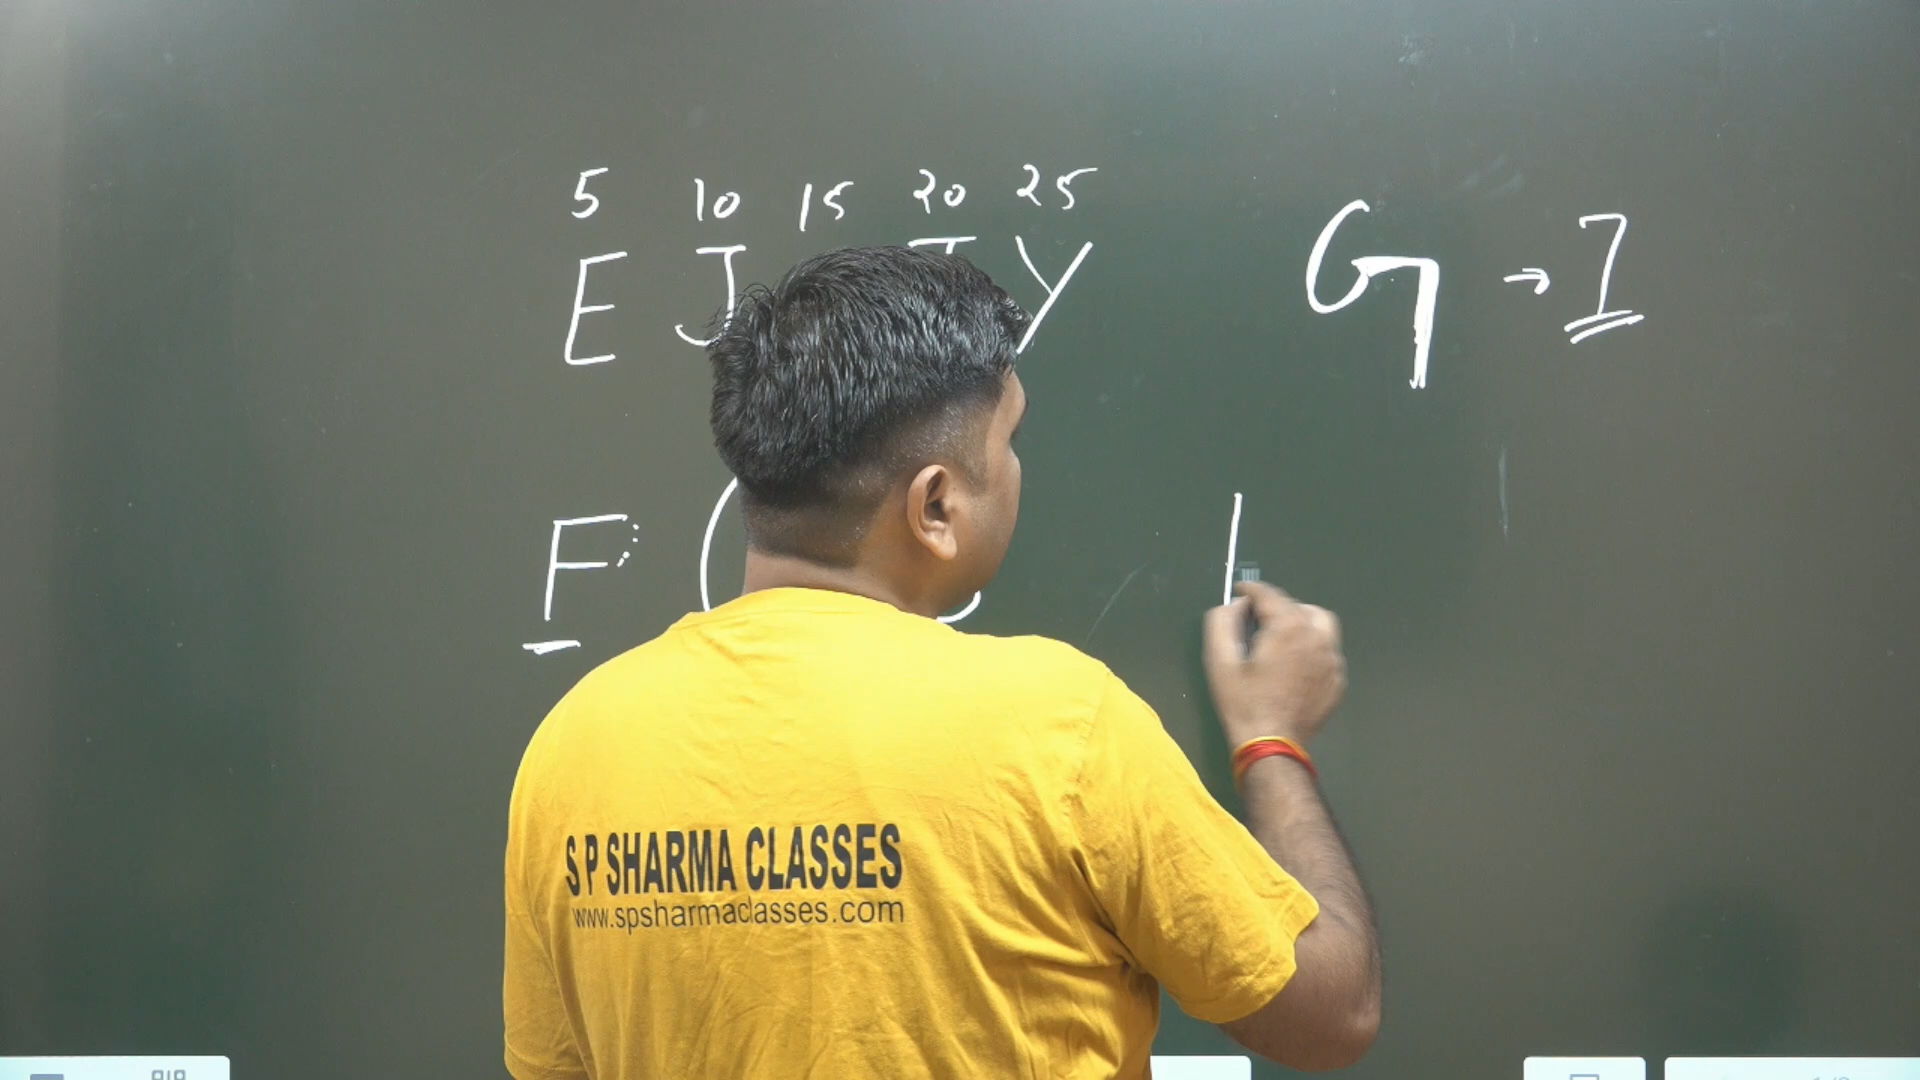 5 10 15 20 25
E J T Y G → I
F
S P SHARMA CLASSES
www.spsharmaclasses.com